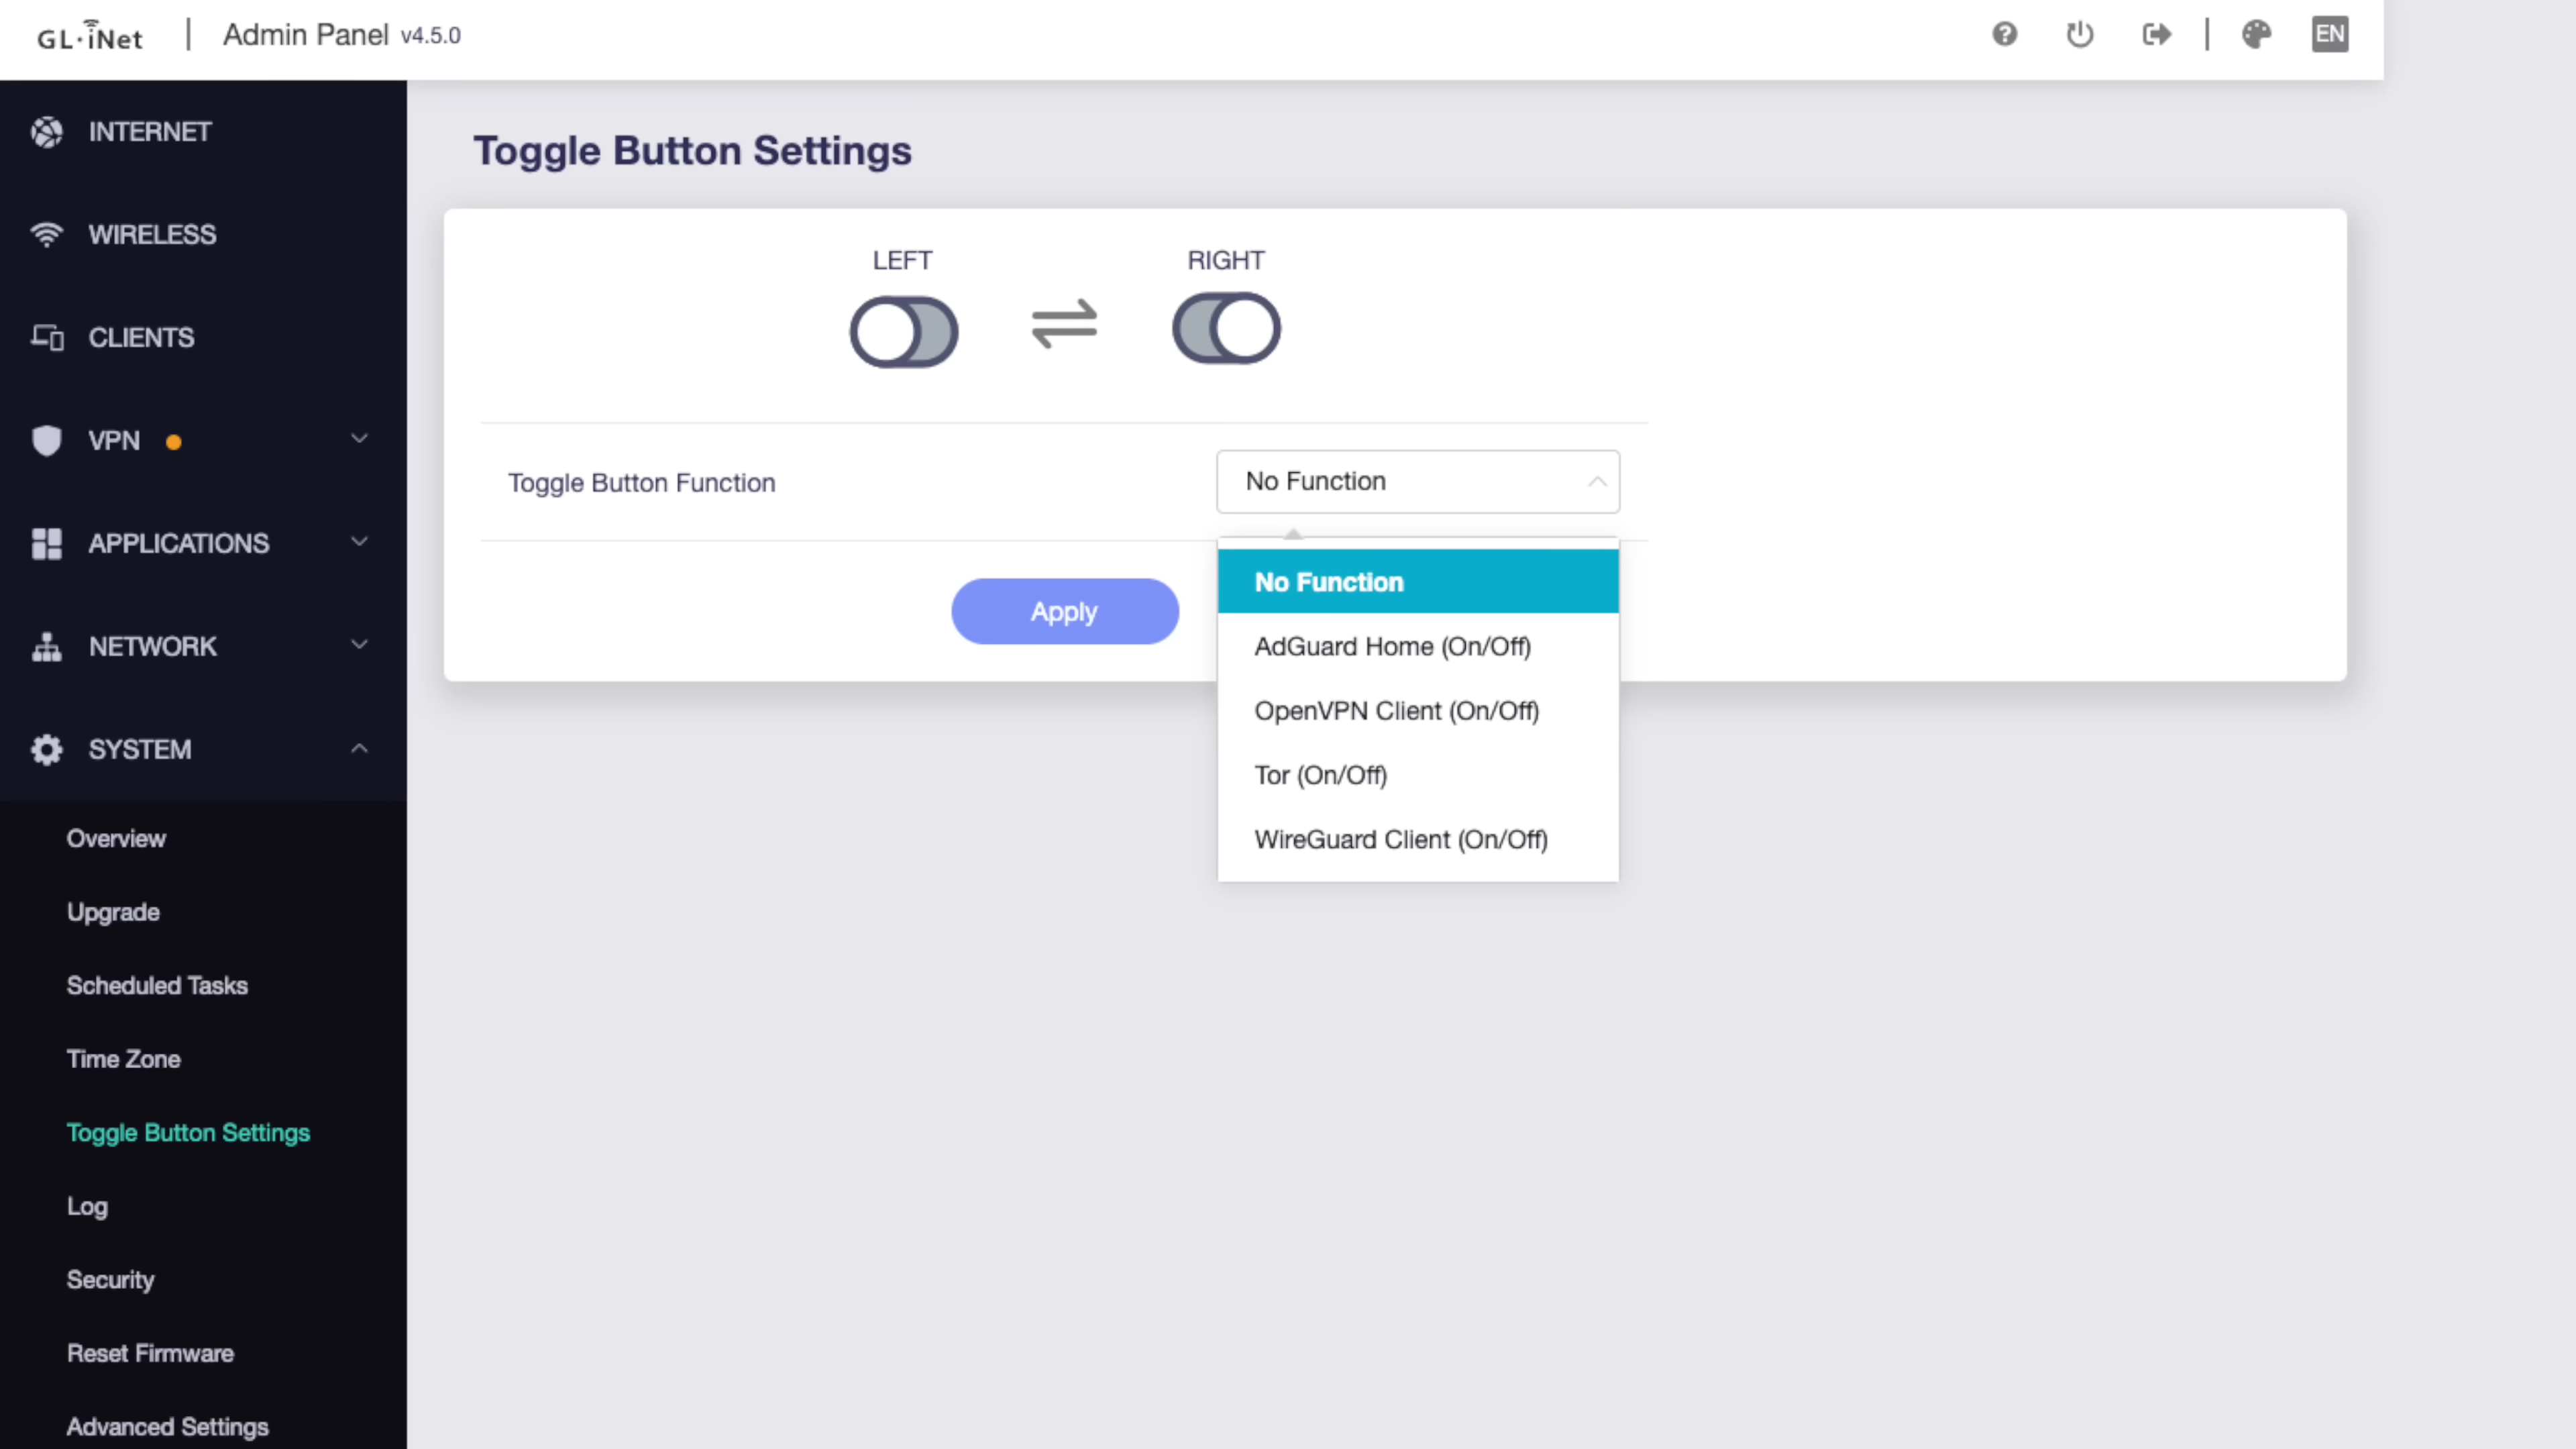 GL·iNet | Admin Panel v4.5.0 EN
INTERNET
WIRELESS
CLIENTS
VPN
APPLICATIONS
NETWORK
SYSTEM
Overview
Upgrade
Scheduled Tasks
Time Zone
Toggle Button Settings
Log
Security
Reset Firmware
Advanced Settings
Toggle Button Settings
LEFT RIGHT
Toggle Button Function No Function
Apply
No Function
AdGuard Home (On/Off)
OpenVPN Client (On/Off)
Tor (On/Off)
WireGuard Client (On/Off)